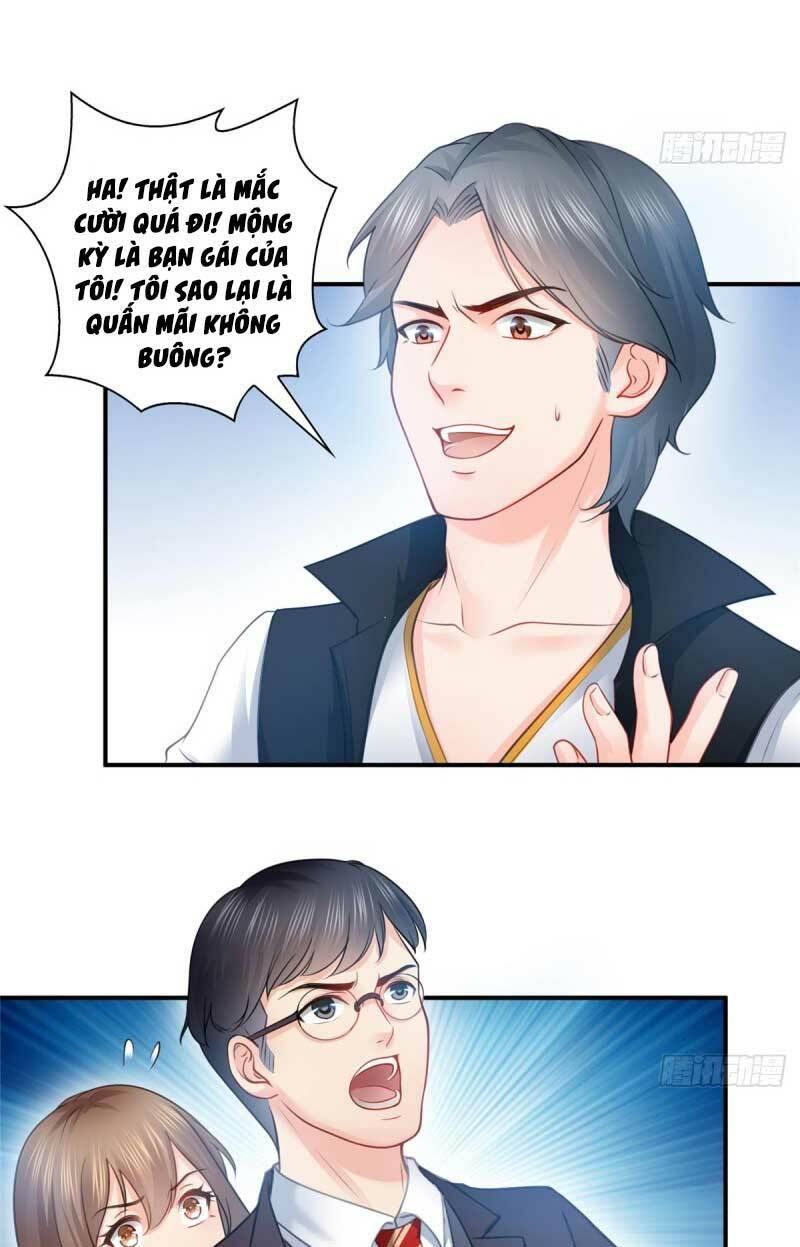 腾讯动漫
HA! THẬT LÀ MẮC
CƯỜI QUÁ ĐI! MỘNG
KỲ LÀ BẠN GÁI CỦA
TÔI! TÔI SAO LẠI LÀ
QUẤN MÃI KHÔNG
BUÔNG?
腾讯动漫